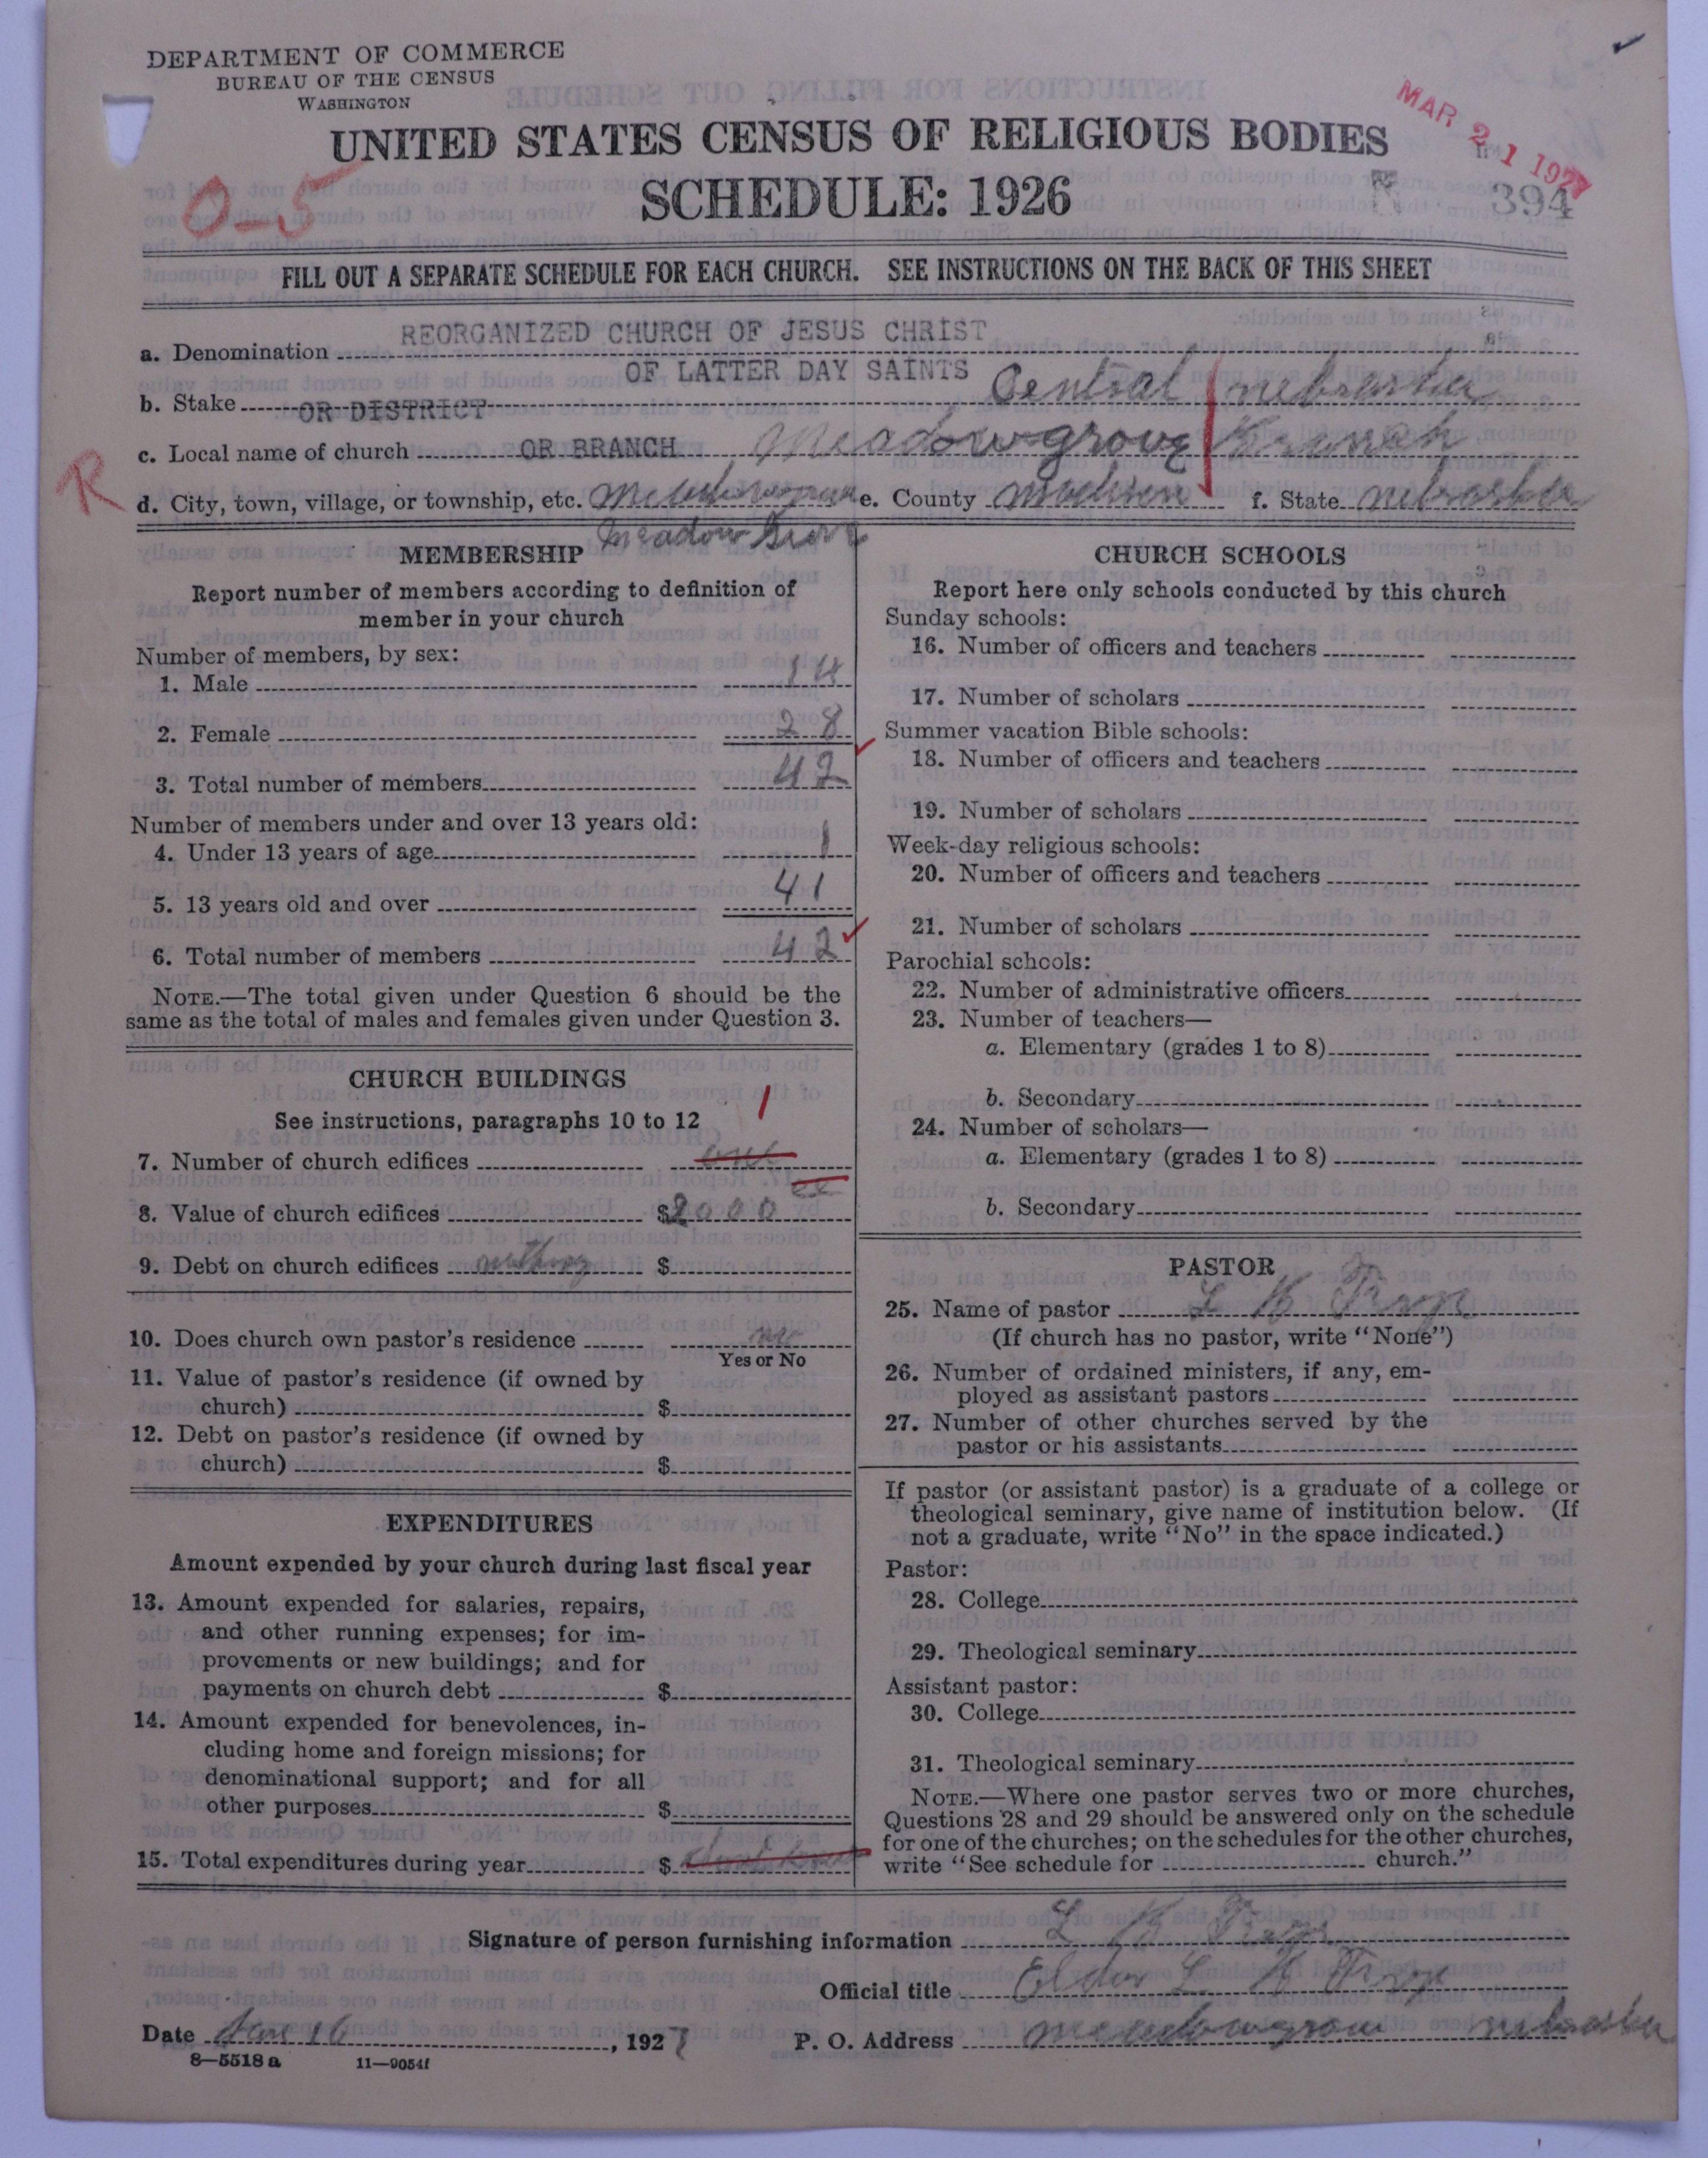 DEPARTMENT OF COMMERCE
BUREAU OF THE CENSUS
WASHINGTON
UNITED STATES CENSUS OF RELIGIOUS BODIES
SCHEDULE: 1926
MAR 21 1927
394
O-5
FILL OUT A SEPARATE SCHEDULE FOR EACH CHURCH. SEE INSTRUCTIONS ON THE BACK OF THIS SHEET
a. Denomination REORGANIZED CHURCH OF JESUS CHRIST
OF LATTER DAY SAINTS
b. Stake OR DISTRICT Central Nebraska
c. Local name of church OR BRANCH Meadowgrove Branch
R
d. City, town, village, or township, etc. Meadowgrove e. County Madison f. State Nebraska
Meadow Grove
MEMBERSHIP
Report number of members according to definition of
member in your church
Number of members, by sex:
1. Male 14
2. Female 28
3. Total number of members 42
Number of members under and over 13 years old:
4. Under 13 years of age 1
5. 13 years old and over 41
6. Total number of members 42
NOTE.—The total given under Question 6 should be the
same as the total of males and females given under Question 3.
CHURCH BUILDINGS
See instructions, paragraphs 10 to 12
1
7. Number of church edifices one
8. Value of church edifices $2000
9. Debt on church edifices nothing $
10. Does church own pastor's residence no
Yes or No
11. Value of pastor's residence (if owned by
church) $
12. Debt on pastor's residence (if owned by
church) $
EXPENDITURES
Amount expended by your church during last fiscal year
13. Amount expended for salaries, repairs,
and other running expenses; for im-
provements or new buildings; and for
payments on church debt $
14. Amount expended for benevolences, in-
cluding home and foreign missions; for
denominational support; and for all
other purposes $
15. Total expenditures during year $
CHURCH SCHOOLS
Report here only schools conducted by this church
Sunday schools:
16. Number of officers and teachers
17. Number of scholars
Summer vacation Bible schools:
18. Number of officers and teachers
19. Number of scholars
Week-day religious schools:
20. Number of officers and teachers
21. Number of scholars
Parochial schools:
22. Number of administrative officers
23. Number of teachers—
a. Elementary (grades 1 to 8)
b. Secondary
24. Number of scholars—
a. Elementary (grades 1 to 8)
b. Secondary
PASTOR
25. Name of pastor L
(If church has no pastor, write "None")
26. Number of ordained ministers, if any, em-
ployed as assistant pastors
27. Number of other churches served by the
pastor or his assistants
If pastor (or assistant pastor) is a graduate of a college or
theological seminary, give name of institution below. (If
not a graduate, write "No" in the space indicated.)
Pastor:
28. College
29. Theological seminary
Assistant pastor:
30. College
31. Theological seminary
NOTE.—Where one pastor serves two or more churches,
Questions 28 and 29 should be answered only on the schedule
for one of the churches; on the schedules for the other churches,
write "See schedule for church."
Signature of person furnishing information L
Official title Elder L
Date 16, 1927 P. O. Address Meadowgrove Nebraska
8—5518 a 11—9054f